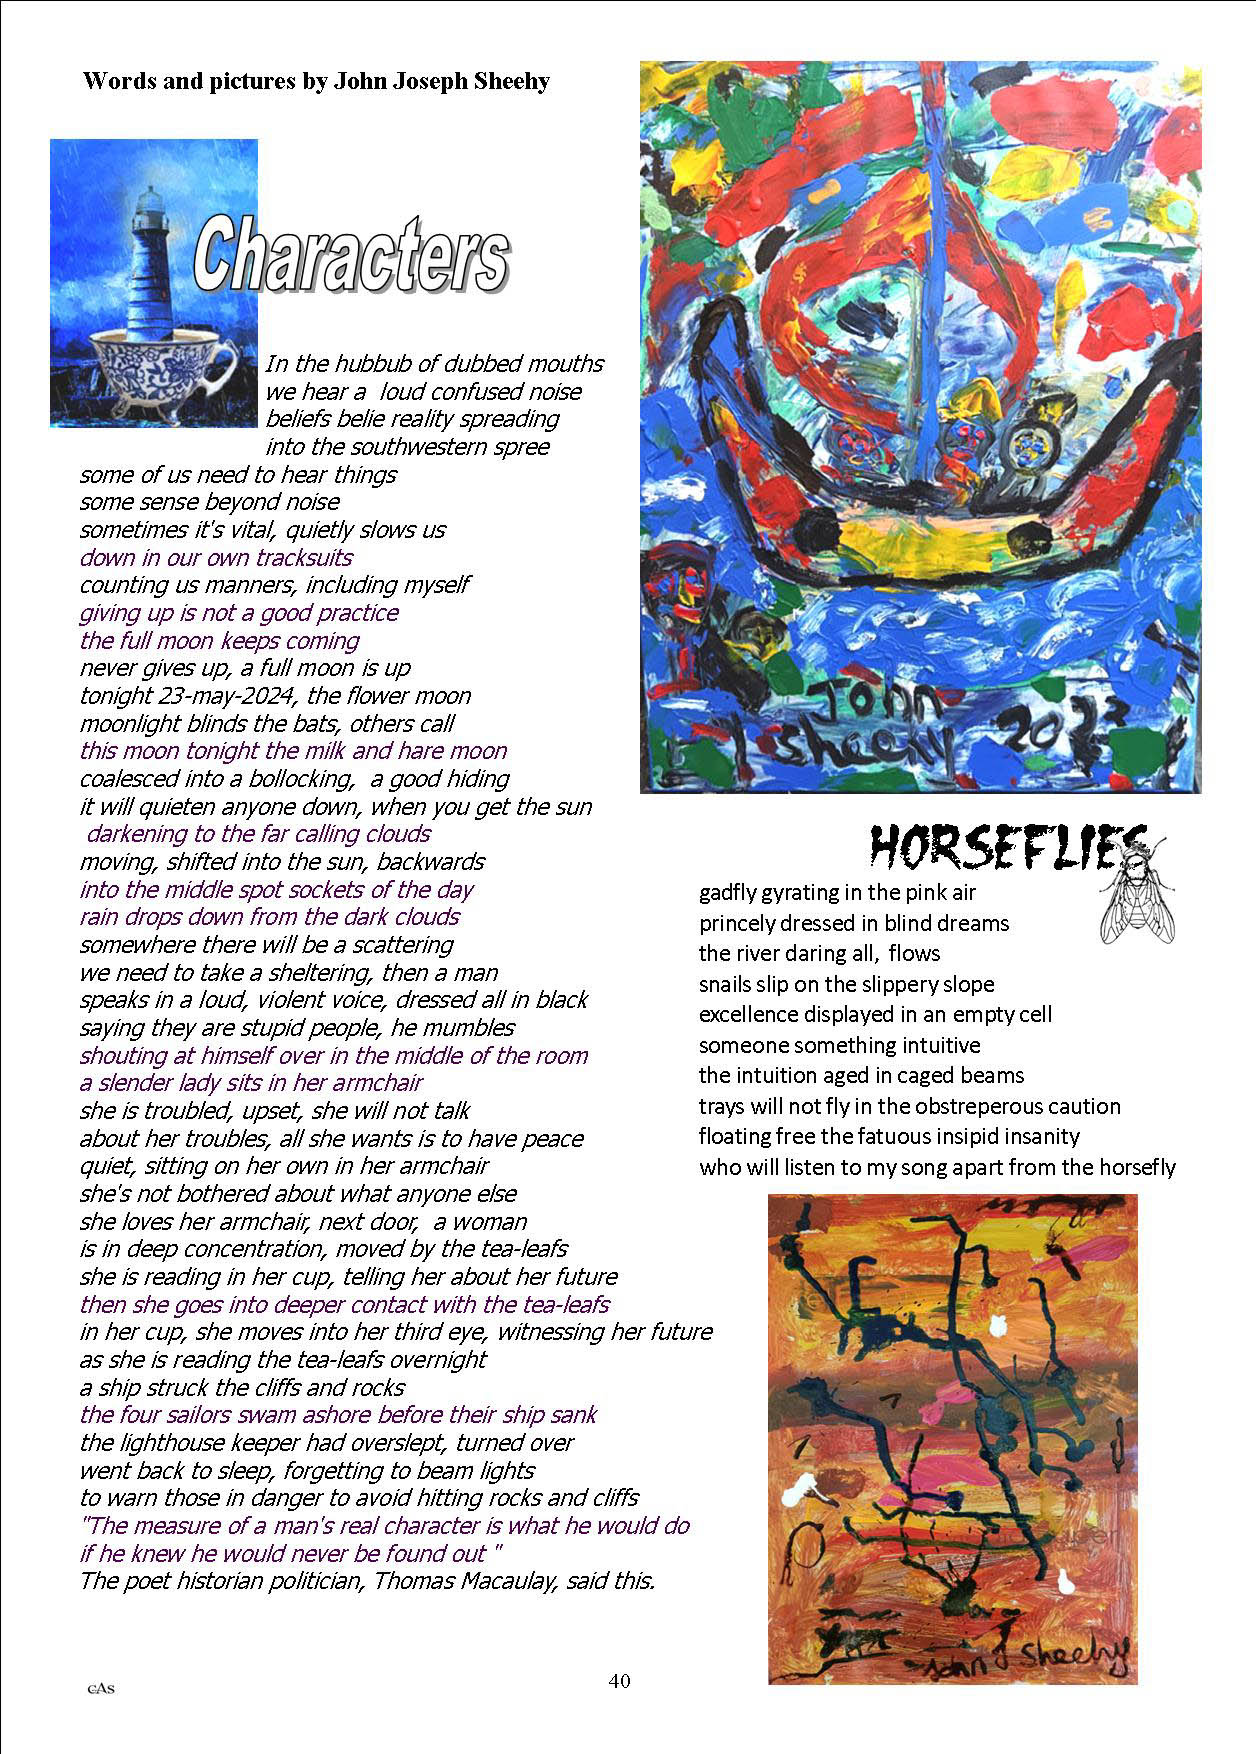 Words and pictures by John Joseph Sheehy
Characters
In the hubbub of dubbed mouths
we hear a  loud confused noise
beliefs belie reality spreading
into the southwestern spree
some of us need to hear things
some sense beyond noise
sometimes it's vital, quietly slows us
down in our own tracksuits
counting us manners, including myself
giving up is not a good practice
the full moon keeps coming
never gives up, a full moon is up
tonight 23-may-2024, the flower moon
moonlight blinds the bats, others call
this moon tonight the milk and hare moon
coalesced into a bollocking,  a good hiding
it will quieten anyone down, when you get the sun
darkening to the far calling clouds
moving, shifted into the sun, backwards
into the middle spot sockets of the day
rain drops down from the dark clouds
somewhere there will be a scattering
we need to take a sheltering, then a man
speaks in a loud, violent voice, dressed all in black
saying they are stupid people, he mumbles
shouting at himself over in the middle of the room
a slender lady sits in her armchair
she is troubled, upset, she will not talk
about her troubles, all she wants is to have peace
quiet, sitting on her own in her armchair
she's not bothered about what anyone else
she loves her armchair, next door,  a woman
is in deep concentration, moved by the tea-leafs
she is reading in her cup, telling her about her future
then she goes into deeper contact with the tea-leafs
in her cup, she moves into her third eye, witnessing her future
as she is reading the tea-leafs overnight
a ship struck the cliffs and rocks
the four sailors swam ashore before their ship sank
the lighthouse keeper had overslept, turned over
went back to sleep, forgetting to beam lights
to warn those in danger to avoid hitting rocks and cliffs
"The measure of a man's real character is what he would do
if he knew he would never be found out "
The poet historian politician, Thomas Macaulay, said this.
John
Sheehy 2023
HORSEFLIES
gadfly gyrating in the pink air
princely dressed in blind dreams
the river daring all,  flows
snails slip on the slippery slope
excellence displayed in an empty cell
someone something intuitive
the intuition aged in caged beams
trays will not fly in the obstreperous caution
floating free the fatuous insipid insanity
who will listen to my song apart from the horsefly
John J Sheehy
cAs
40